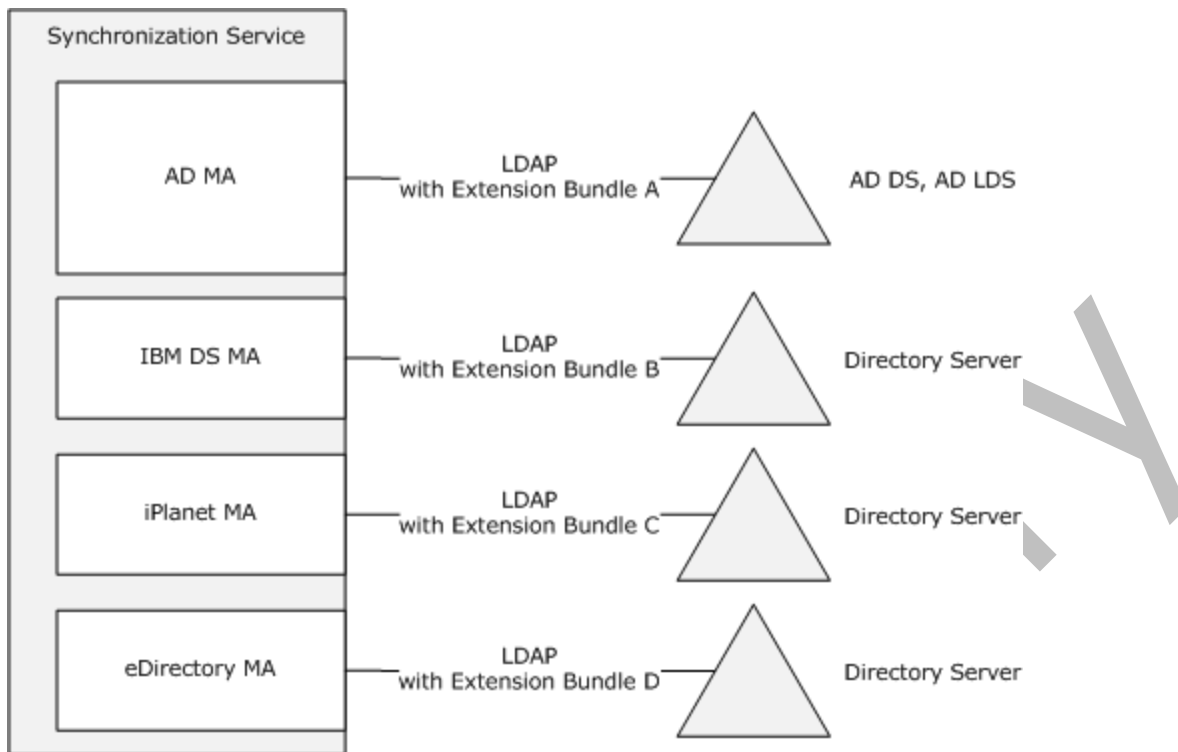 Synchronization Service
AD MA
LDAP
with Extension Bundle A
AD DS, AD LDS
IBM DS MA
LDAP
with Extension Bundle B
Directory Server
iPlanet MA
LDAP
with Extension Bundle C
Directory Server
eDirectory MA
LDAP
with Extension Bundle D
Directory Server